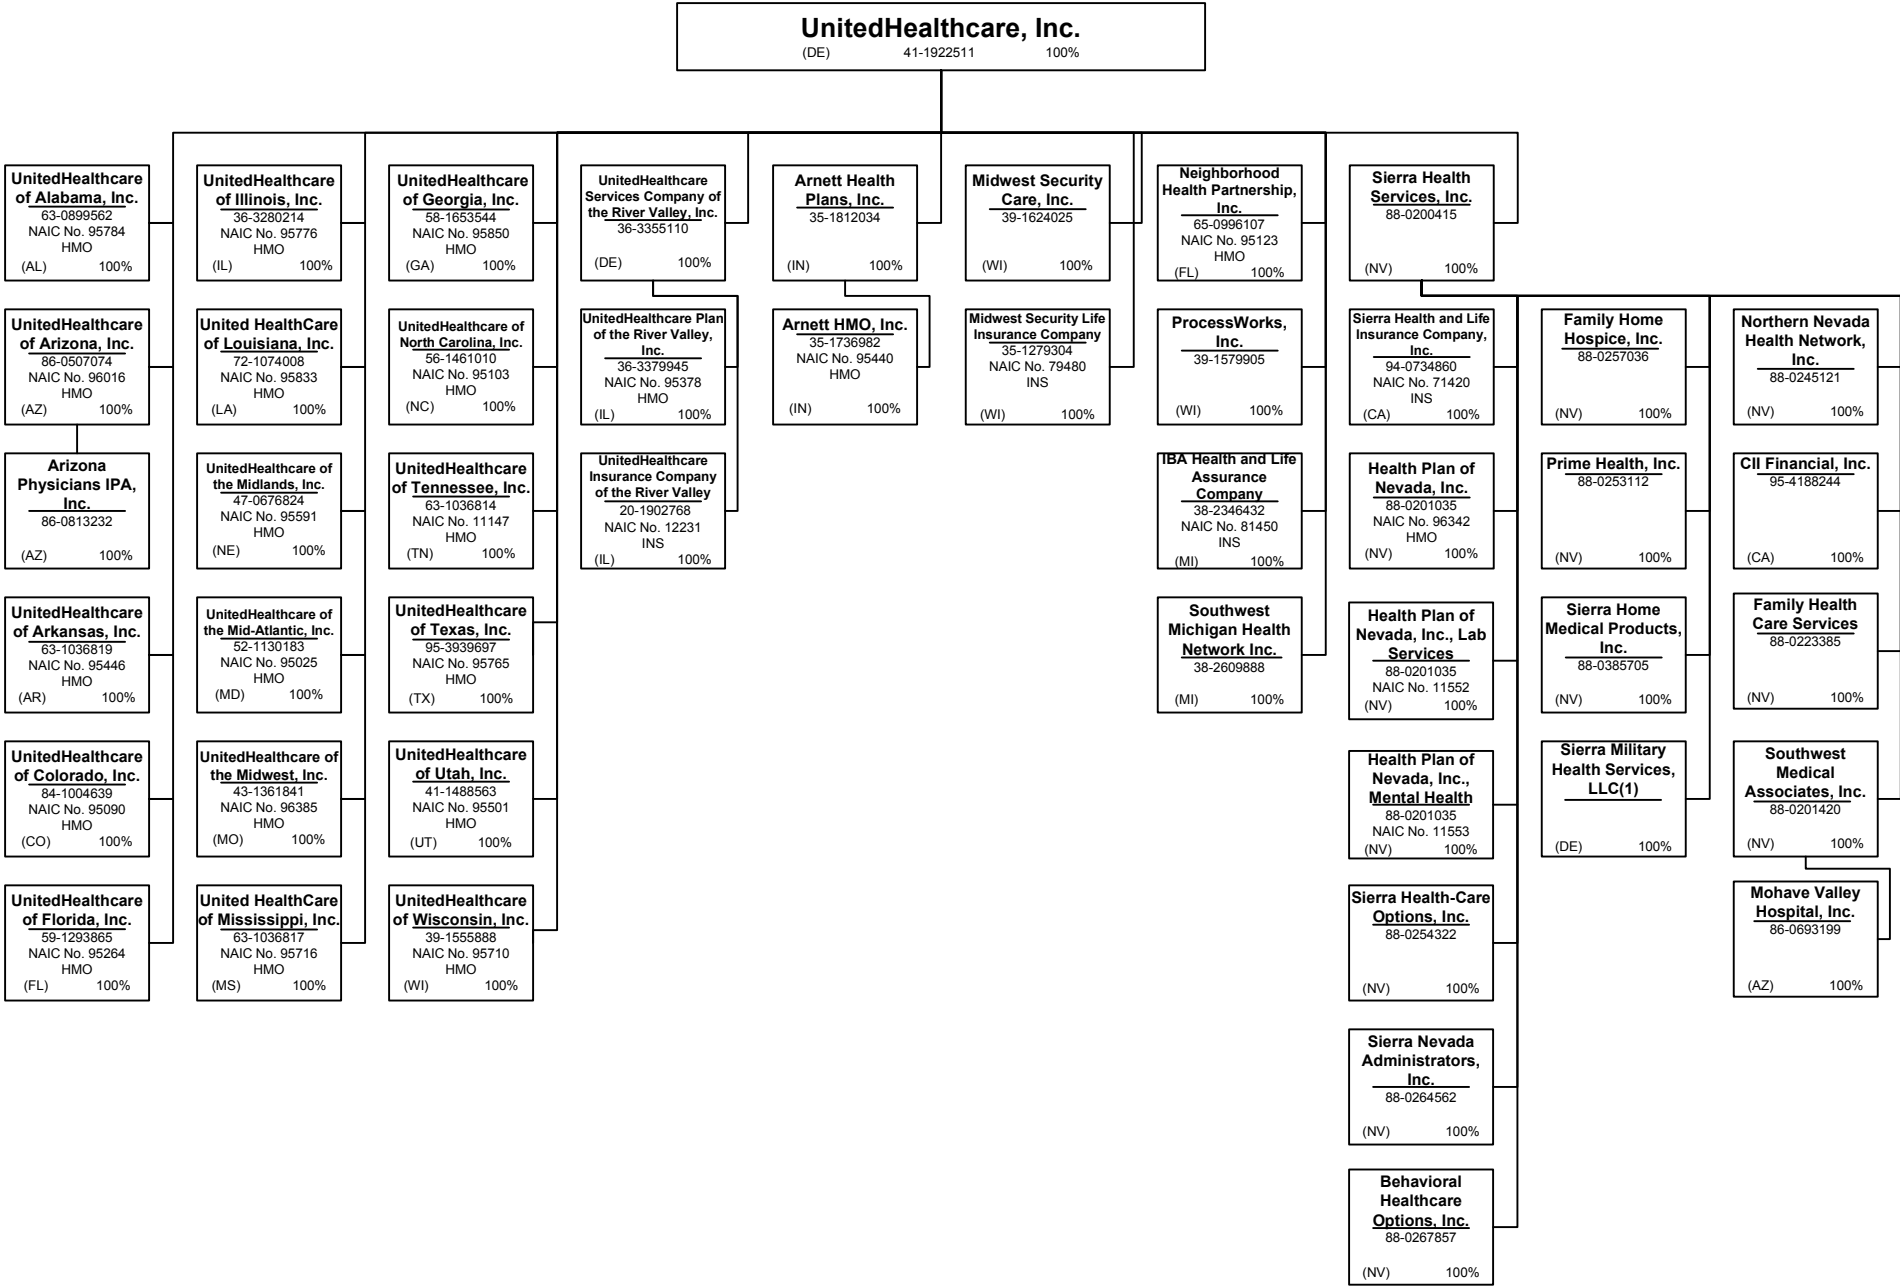 UnitedHealthcare, Inc.
(DE) 41-1922511 100%
UnitedHealthcare
of Alabama, Inc.
63-0899562
NAIC No. 95784
HMO
(AL) 100%
UnitedHealthcare
of Arizona, Inc.
86-0507074
NAIC No. 96016
HMO
(AZ) 100%
Arizona
Physicians IPA,
Inc.
86-0813232
(AZ) 100%
UnitedHealthcare
of Arkansas, Inc.
63-1036819
NAIC No. 95446
HMO
(AR) 100%
UnitedHealthcare
of Colorado, Inc.
84-1004639
NAIC No. 95090
HMO
(CO) 100%
UnitedHealthcare
of Florida, Inc.
59-1293865
NAIC No. 95264
HMO
(FL) 100%
UnitedHealthcare
of Illinois, Inc.
36-3280214
NAIC No. 95776
HMO
(IL) 100%
United HealthCare
of Louisiana, Inc.
72-1074008
NAIC No. 95833
HMO
(LA) 100%
UnitedHealthcare of
the Midlands, Inc.
47-0676824
NAIC No. 95591
HMO
(NE) 100%
UnitedHealthcare of
the Mid-Atlantic, Inc.
52-1130183
NAIC No. 95025
HMO
(MD) 100%
UnitedHealthcare of
the Midwest, Inc.
43-1361841
NAIC No. 96385
HMO
(MO) 100%
United HealthCare
of Mississippi, Inc.
63-1036817
NAIC No. 95716
HMO
(MS) 100%
UnitedHealthcare
of Georgia, Inc.
58-1653544
NAIC No. 95850
HMO
(GA) 100%
UnitedHealthcare of
North Carolina, Inc.
56-1461010
NAIC No. 95103
HMO
(NC) 100%
UnitedHealthcare
of Tennessee, Inc.
63-1036814
NAIC No. 11147
HMO
(TN) 100%
UnitedHealthcare
of Texas, Inc.
95-3939697
NAIC No. 95765
HMO
(TX) 100%
UnitedHealthcare
of Utah, Inc.
41-1488563
NAIC No. 95501
HMO
(UT) 100%
UnitedHealthcare
of Wisconsin, Inc.
39-1555888
NAIC No. 95710
HMO
(WI) 100%
UnitedHealthcare
Services Company of
the River Valley, Inc.
36-3355110
(DE) 100%
UnitedHealthcare Plan
of the River Valley,
Inc.
36-3379945
NAIC No. 95378
HMO
(IL) 100%
UnitedHealthcare
Insurance Company
of the River Valley
20-1902768
NAIC No. 12231
INS
(IL) 100%
Arnett Health
Plans, Inc.
35-1812034
(IN) 100%
Arnett HMO, Inc.
35-1736982
NAIC No. 95440
HMO
(IN) 100%
Midwest Security
Care, Inc.
39-1624025
(WI) 100%
Midwest Security Life
Insurance Company
35-1279304
NAIC No. 79480
INS
(WI) 100%
Neighborhood
Health Partnership,
Inc.
65-0996107
NAIC No. 95123
HMO
(FL) 100%
ProcessWorks,
Inc.
39-1579905
(WI) 100%
IBA Health and Life
Assurance
Company
38-2346432
NAIC No. 81450
INS
(MI) 100%
Southwest
Michigan Health
Network Inc.
38-2609888
(MI) 100%
Sierra Health
Services, Inc.
88-0200415
(NV) 100%
Sierra Health and Life
Insurance Company,
Inc.
94-0734860
NAIC No. 71420
INS
(CA) 100%
Health Plan of
Nevada, Inc.
88-0201035
NAIC No. 96342
HMO
(NV) 100%
Health Plan of
Nevada, Inc., Lab
Services
88-0201035
NAIC No. 11552
(NV) 100%
Health Plan of
Nevada, Inc.,
Mental Health
88-0201035
NAIC No. 11553
(NV) 100%
Sierra Health-Care
Options, Inc.
88-0254322
(NV) 100%
Sierra Nevada
Administrators,
Inc.
88-0264562
(NV) 100%
Behavioral
Healthcare
Options, Inc.
88-0267857
(NV) 100%
Family Home
Hospice, Inc.
88-0257036
(NV) 100%
Prime Health, Inc.
88-0253112
(NV) 100%
Sierra Home
Medical Products,
Inc.
88-0385705
(NV) 100%
Sierra Military
Health Services,
LLC(1)
(DE) 100%
Northern Nevada
Health Network,
Inc.
88-0245121
(NV) 100%
CII Financial, Inc.
95-4188244
(CA) 100%
Family Health
Care Services
88-0223385
(NV) 100%
Southwest
Medical
Associates, Inc.
88-0201420
(NV) 100%
Mohave Valley
Hospital, Inc.
86-0693199
(AZ) 100%